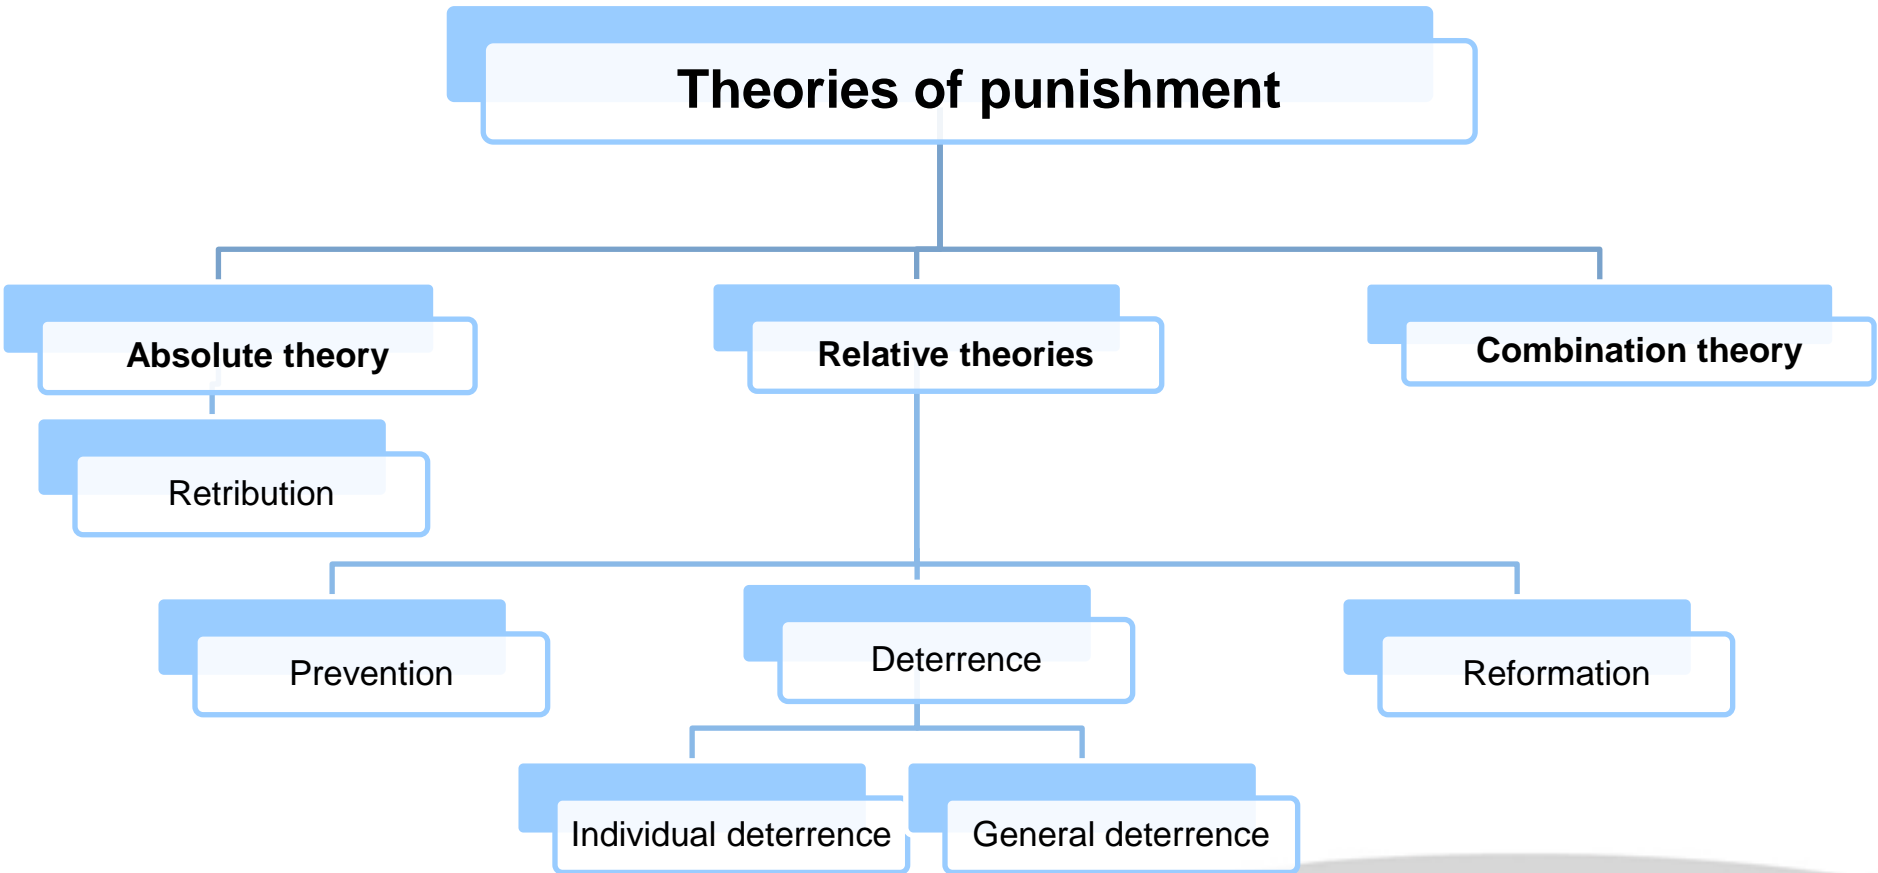 Theories of punishment
Absolute theory
Relative theories
Combination theory
Retribution
Prevention
Deterrence
Reformation
Individual deterrence
General deterrence